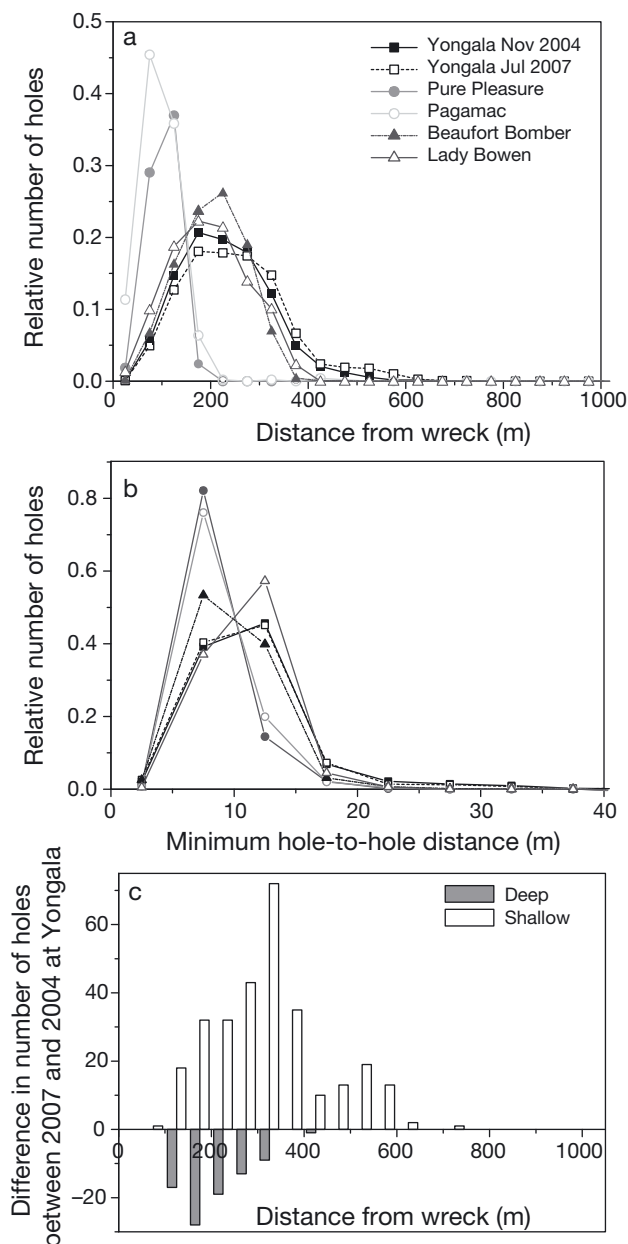 a
0.5
0.4
0.3
0.2
0.1
0.0
Relative number of holes
Yongala Nov 2004
Yongala Jul 2007
Pure Pleasure
Pagamac
Beaufort Bomber
Lady Bowen
0 200 400 600 800 1000
Distance from wreck (m)
b
0.8
0.6
0.4
0.2
0.0
Relative number of holes
0 10 20 30 40
Minimum hole-to-hole distance (m)
c
Deep
Shallow
60
40
20
0
–20
Difference in number of holes
between 2007 and 2004 at Yongala
0 200 400 600 800 1000
Distance from wreck (m)